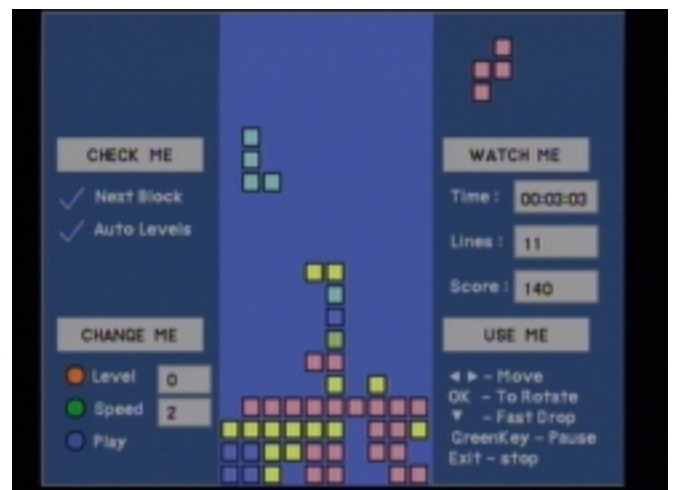 CHECK ME
Next Block
Auto Levels
CHANGE ME
Level 0
Speed 2
Play
WATCH ME
Time : 00:03:03
Lines : 11
Score : 140
USE ME
◄ ► - Move
OK - To Rotate
▼ - Fast Drop
GreenKey - Pause
Exit - stop